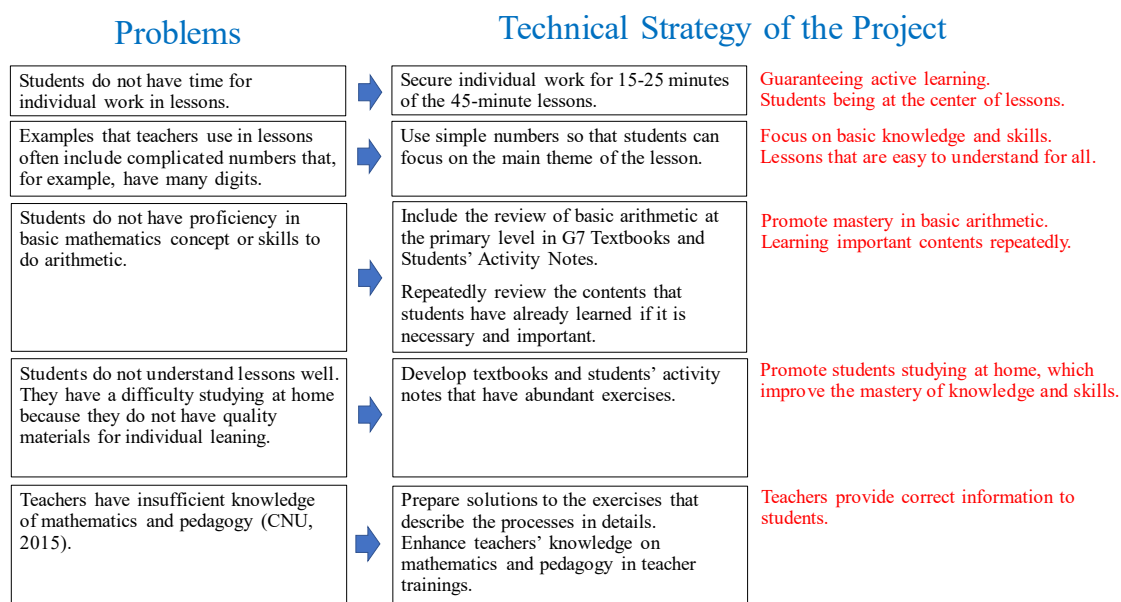 Problems
Technical Strategy of the Project
Students do not have time for
individual work in lessons.
Secure individual work for 15-25 minutes
of the 45-minute lessons.
Guaranteeing active learning.
Students being at the center of lessons.
Examples that teachers use in lessons
often include complicated numbers that,
for example, have many digits.
Use simple numbers so that students can
focus on the main theme of the lesson.
Focus on basic knowledge and skills.
Lessons that are easy to understand for all.
Students do not have proficiency in
basic mathematics concept or skills to
do arithmetic.
Include the review of basic arithmetic at
the primary level in G7 Textbooks and
Students’ Activity Notes.
Repeatedly review the contents that
students have already learned if it is
necessary and important.
Promote mastery in basic arithmetic.
Learning important contents repeatedly.
Students do not understand lessons well.
They have a difficulty studying at home
because they do not have quality
materials for individual leaning.
Develop textbooks and students’ activity
notes that have abundant exercises.
Promote students studying at home, which
improve the mastery of knowledge and skills.
Teachers have insufficient knowledge
of mathematics and pedagogy (CNU,
2015).
Prepare solutions to the exercises that
describe the processes in details.
Enhance teachers’ knowledge on
mathematics and pedagogy in teacher
trainings.
Teachers provide correct information to
students.